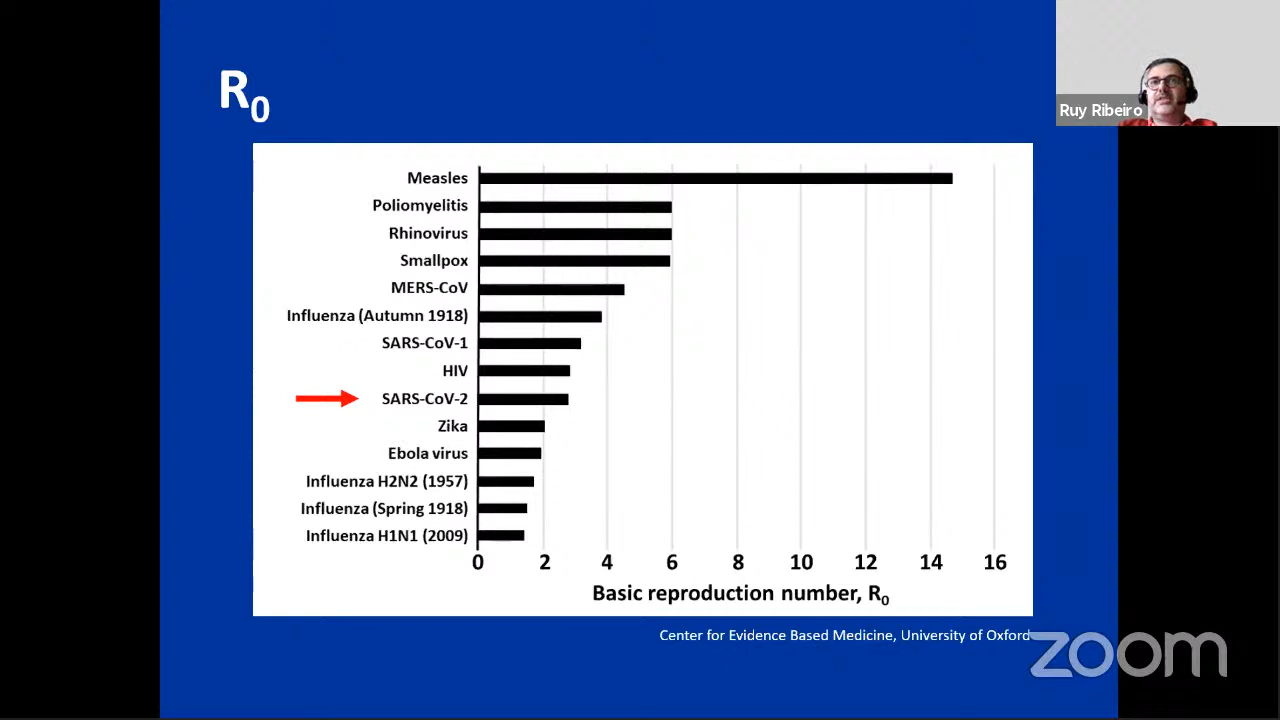 R0
Ruy Ribeiro
Measles
Poliomyelitis
Rhinovirus
Smallpox
MERS-CoV
Influenza (Autumn 1918)
SARS-CoV-1
HIV
SARS-CoV-2
Zika
Ebola virus
Influenza H2N2 (1957)
Influenza (Spring 1918)
Influenza H1N1 (2009)
0 2 4 6 8 10 12 14 16
Basic reproduction number, R0
Center for Evidence Based Medicine, University of Oxford
zoom